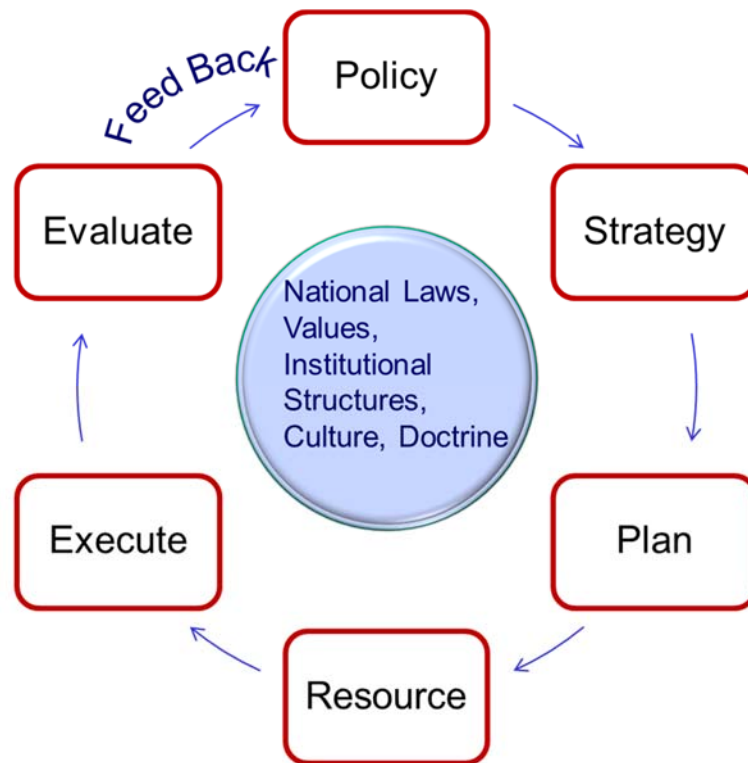 Feed Back
Policy
Evaluate
Strategy
National Laws,
Values,
Institutional
Structures,
Culture, Doctrine
Execute
Plan
Resource